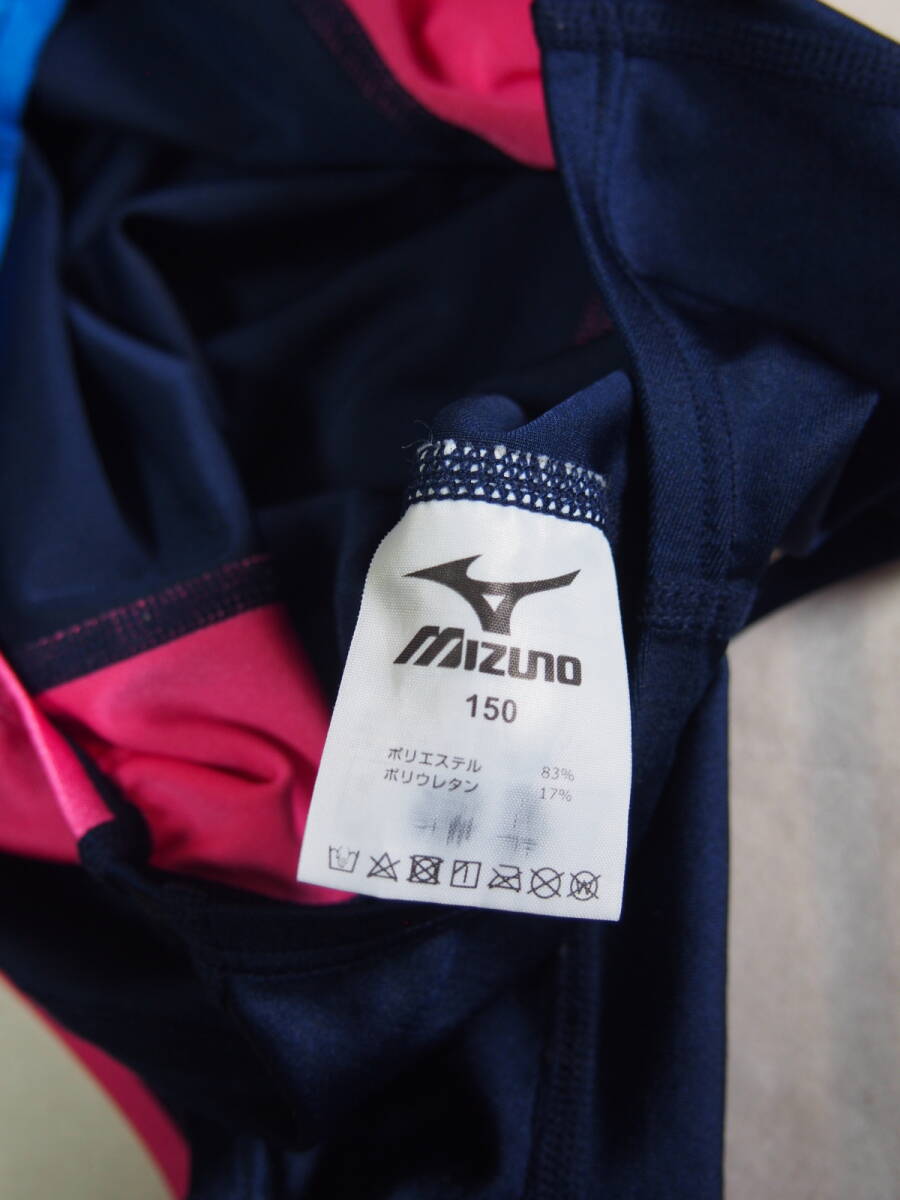 MIZUNO
150
ポリエステル 83%
ポリウレタン 17%
W